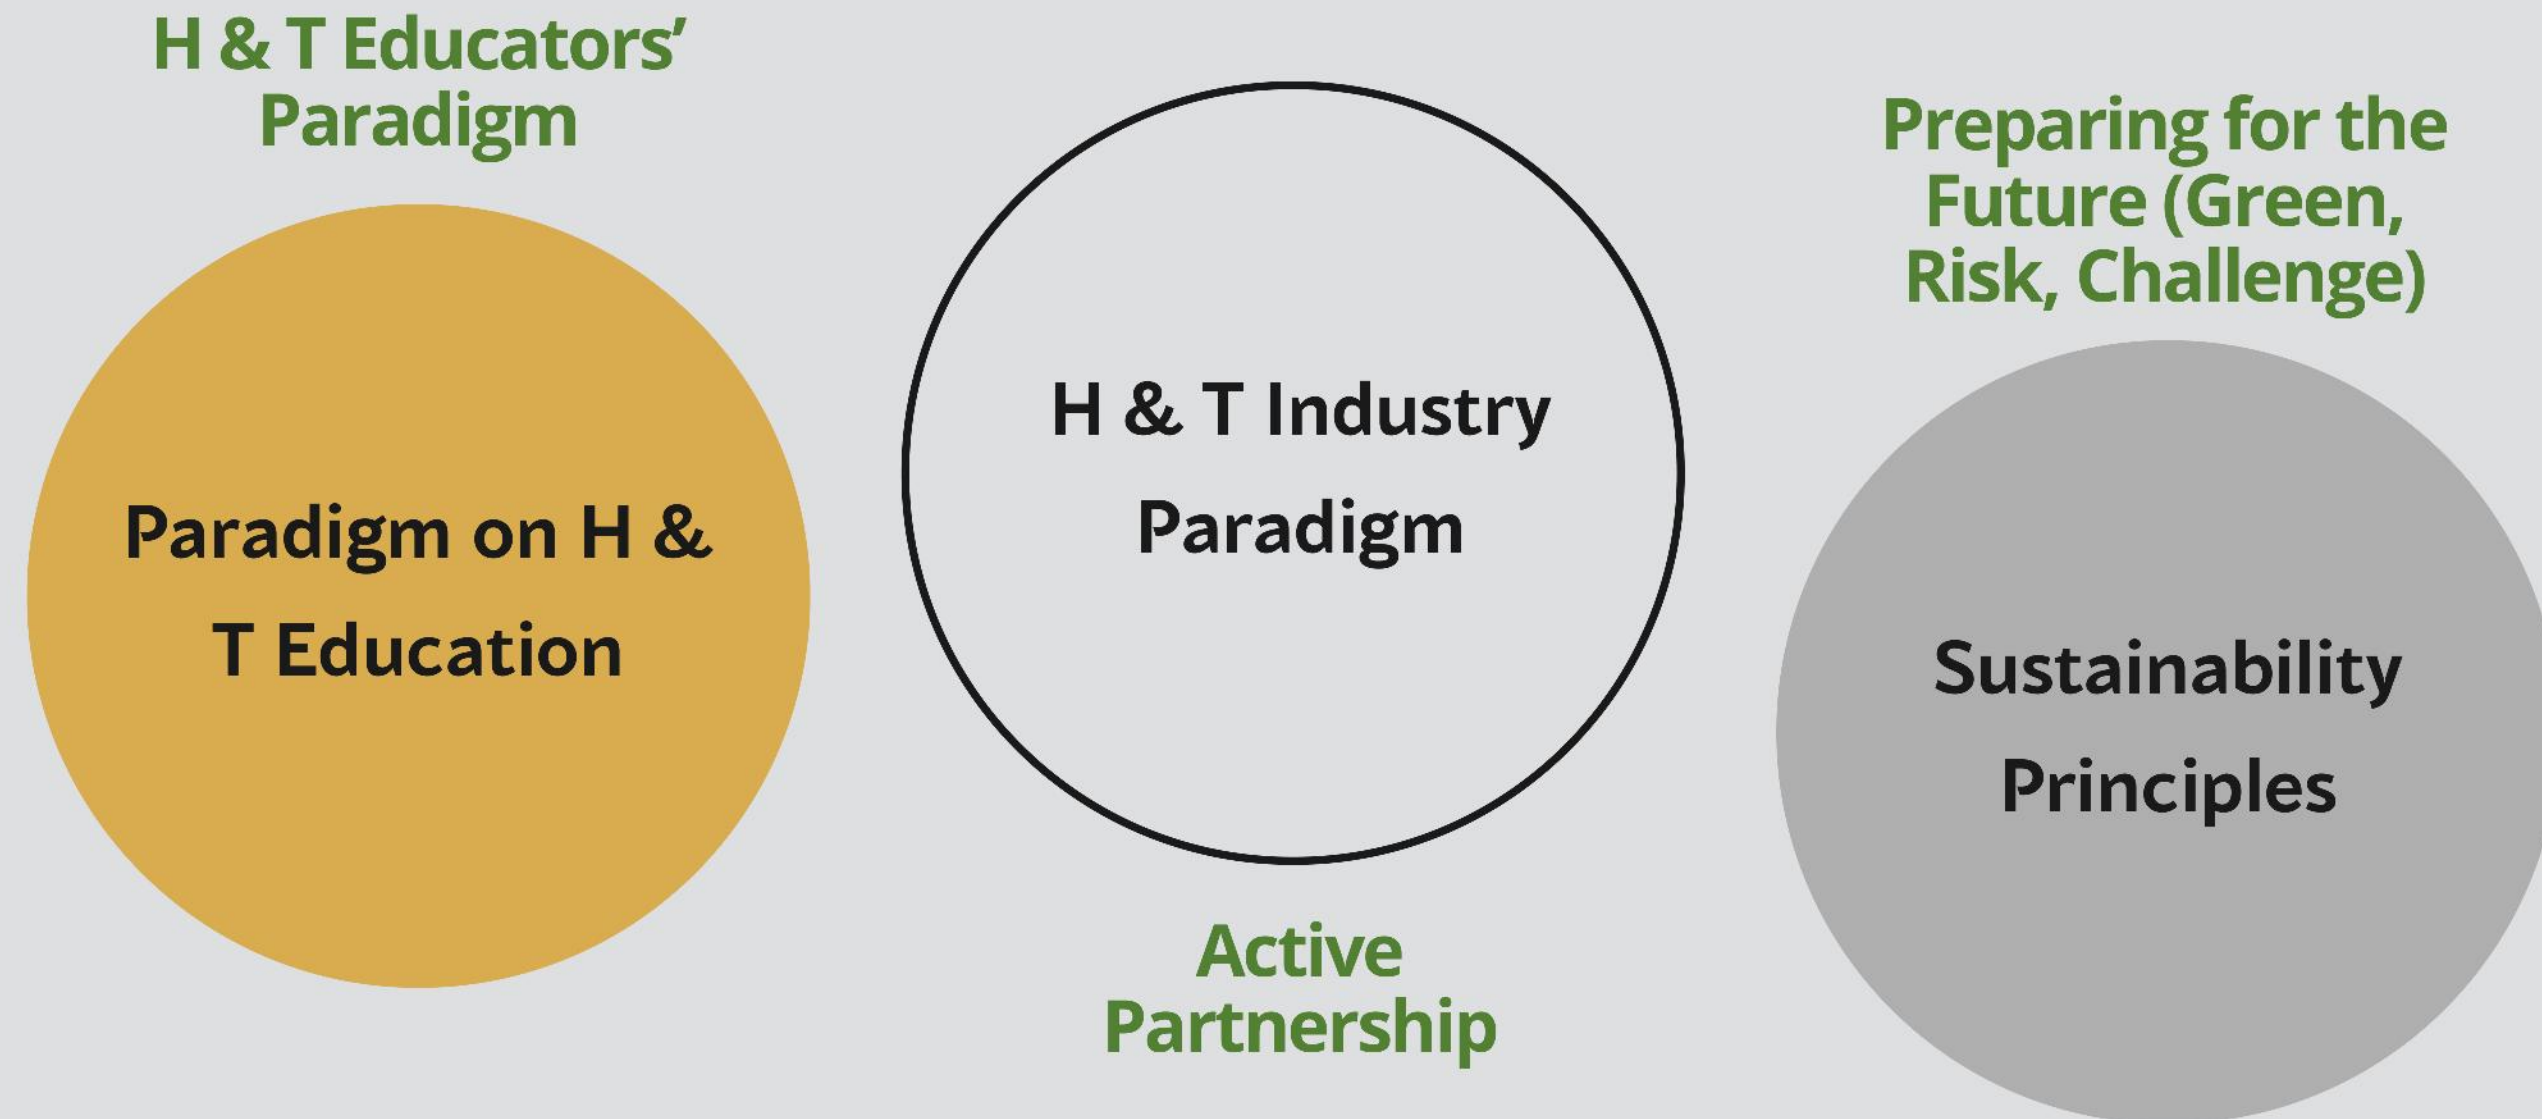 H & T Educators’
Paradigm
Paradigm on H &
T Education
H & T Industry
Paradigm
Active
Partnership
Preparing for the
Future (Green,
Risk, Challenge)
Sustainability
Principles